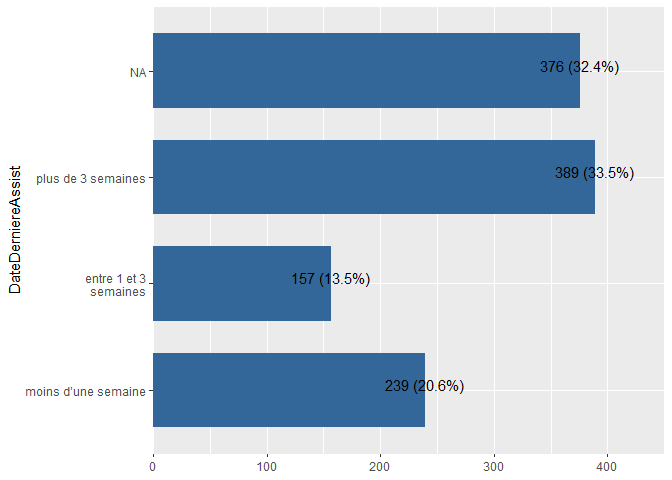 DateDerniereAssist
NA
376 (32.4%)
plus de 3 semaines
389 (33.5%)
entre 1 et 3
semaines
157 (13.5%)
moins d'une semaine
239 (20.6%)
0 100 200 300 400